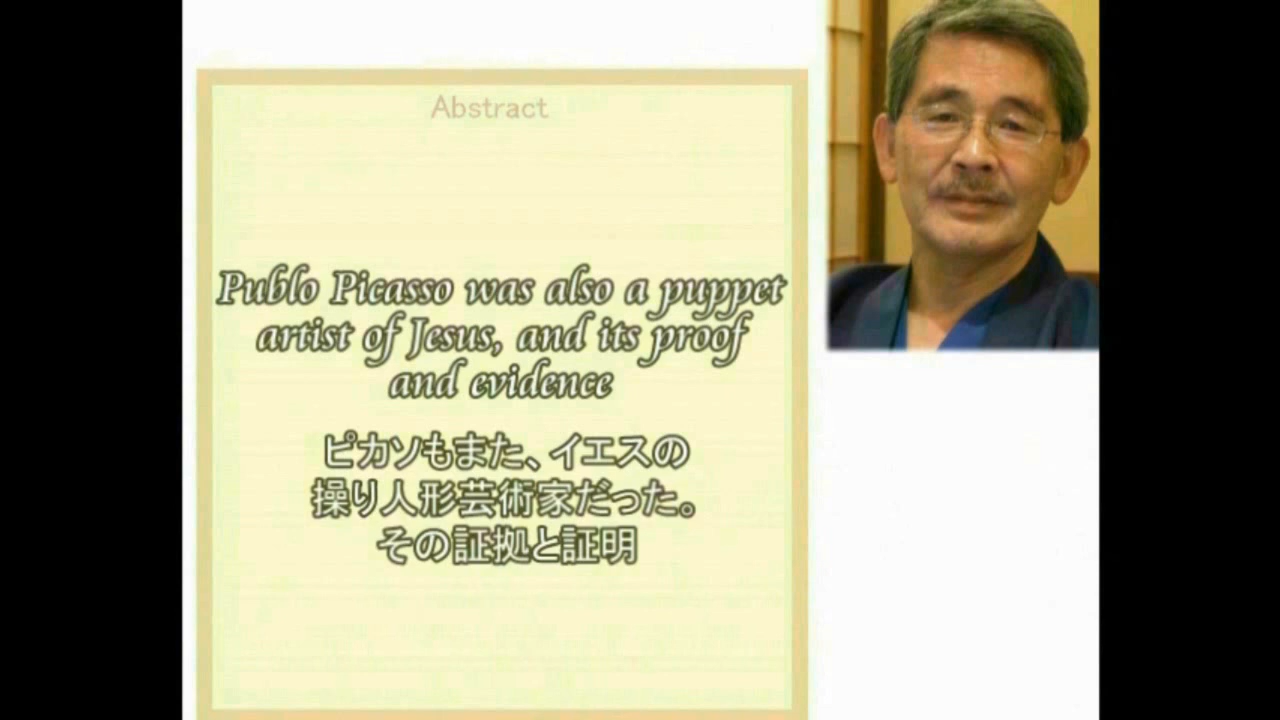 Abstract
Publo Picasso was also a puppet
artist of Jesus, and its proof
and evidence
ピカソもまた、イエスの
操り人形芸術家だった。
その証拠と証明